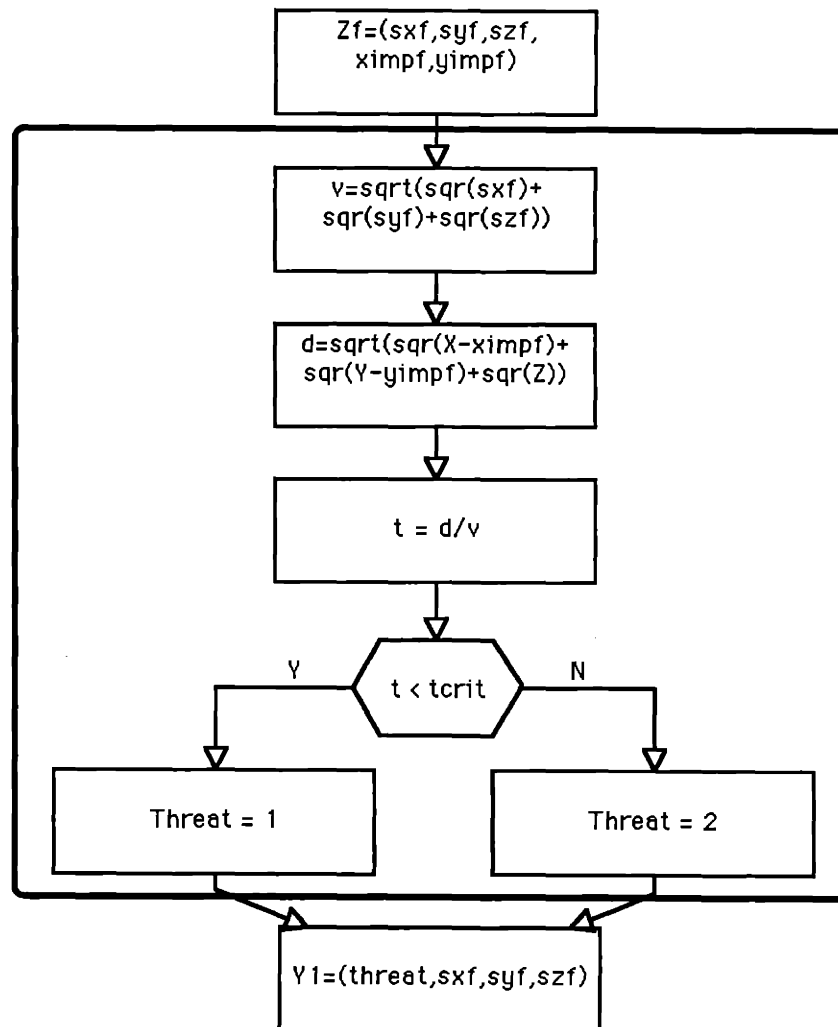 Zf=(sxf,syf,szf,
ximpf,yimpf)
v=sqrt(sqr(sxf)+
sqr(syf)+sqr(szf))
d=sqrt(sqr(X-ximpf)+
sqr(Y-yimpf)+sqr(Z))
t = d/v
t < tcrit
Y
N
Threat = 1
Threat = 2
Y1=(threat,sxf,syf,szf)